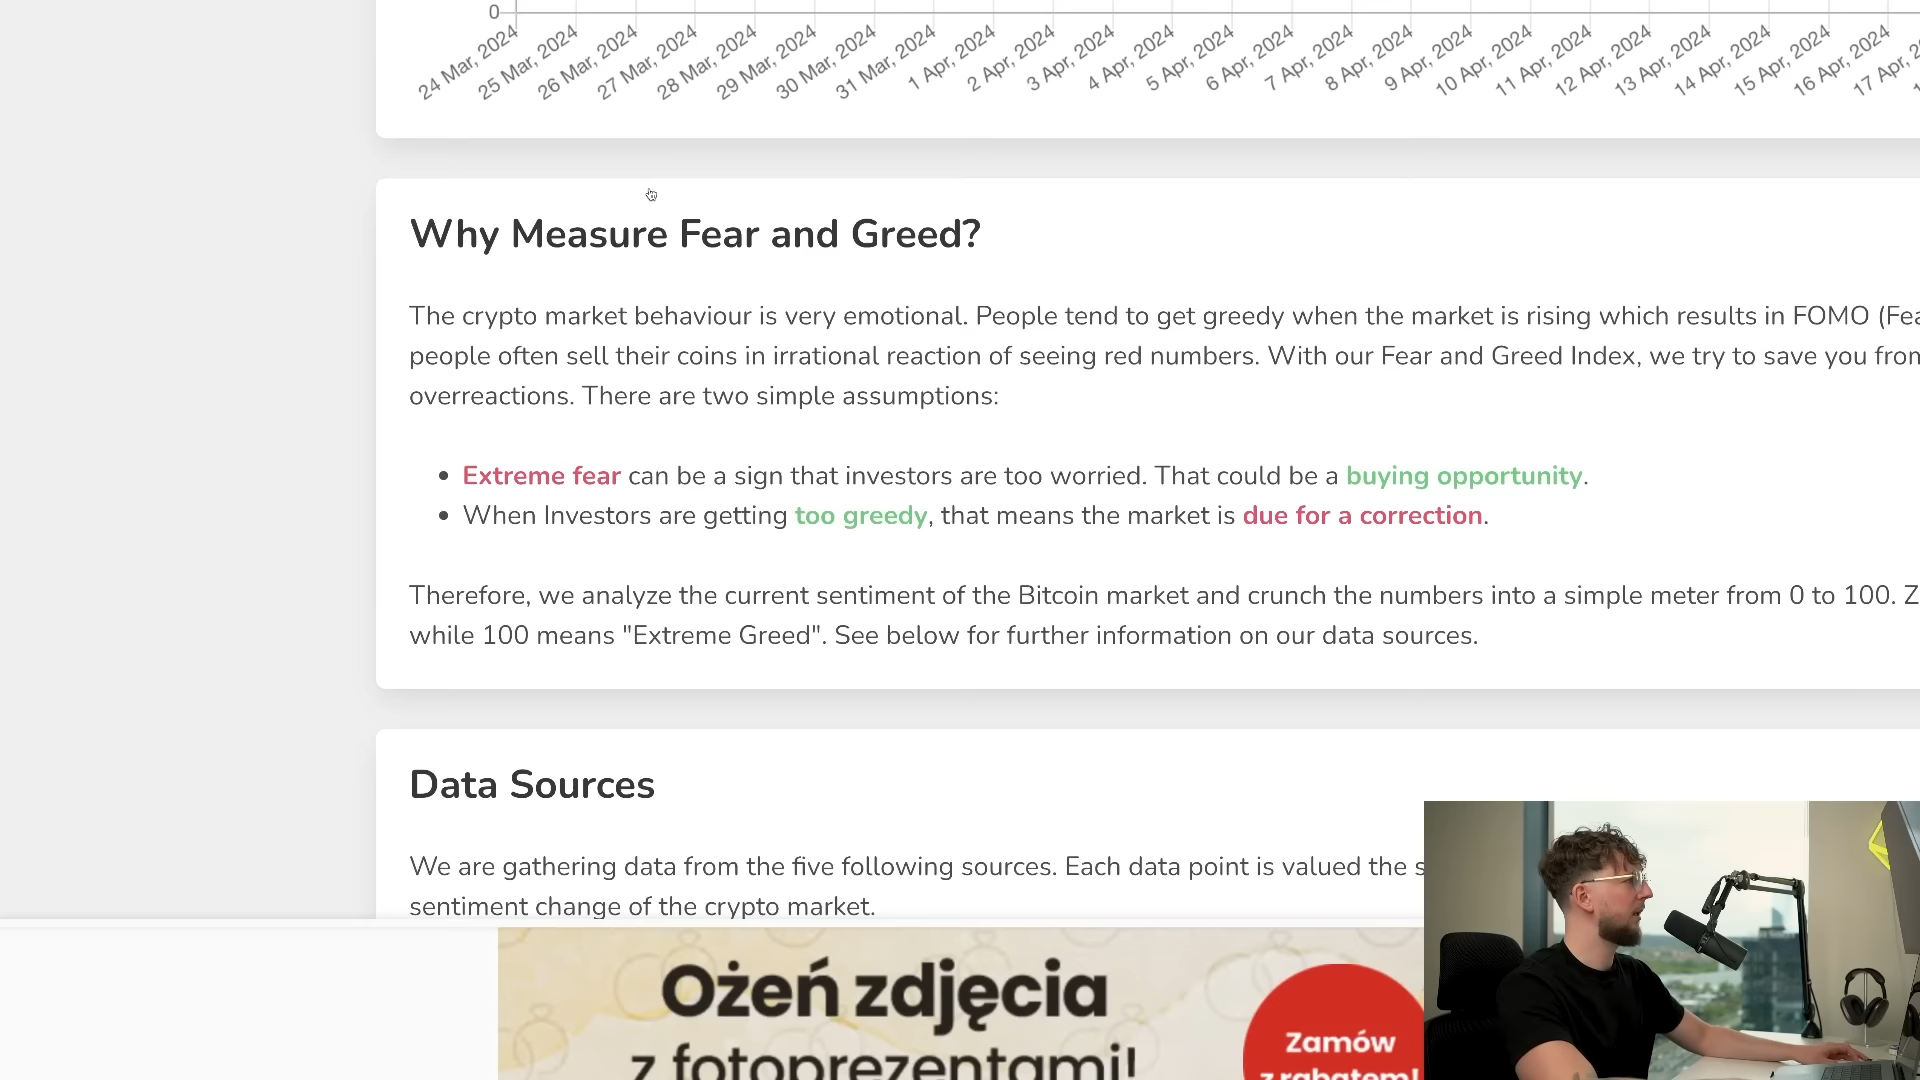 0
24 Mar, 2024
25 Mar, 2024
26 Mar, 2024
27 Mar, 2024
28 Mar, 2024
29 Mar, 2024
30 Mar, 2024
31 Mar, 2024
1 Apr, 2024
2 Apr, 2024
3 Apr, 2024
4 Apr, 2024
5 Apr, 2024
6 Apr, 2024
7 Apr, 2024
8 Apr, 2024
9 Apr, 2024
10 Apr, 2024
11 Apr, 2024
12 Apr, 2024
13 Apr, 2024
14 Apr, 2024
15 Apr, 2024
16 Apr, 2024
17 Apr, 2
Why Measure Fear and Greed?
The crypto market behaviour is very emotional. People tend to get greedy when the market is rising which results in FOMO (Fea
people often sell their coins in irrational reaction of seeing red numbers. With our Fear and Greed Index, we try to save you from
overreactions. There are two simple assumptions:
• Extreme fear can be a sign that investors are too worried. That could be a buying opportunity.
• When Investors are getting too greedy, that means the market is due for a correction.
Therefore, we analyze the current sentiment of the Bitcoin market and crunch the numbers into a simple meter from 0 to 100. Z
while 100 means "Extreme Greed". See below for further information on our data sources.
Data Sources
We are gathering data from the five following sources. Each data point is valued the s
sentiment change of the crypto market.
Ożeń zdjęcia
z fotoprezentami!
Zamów
z rabatem!